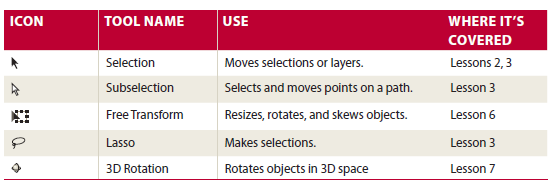 ICON TOOL NAME USE WHERE IT'S COVERED
Selection Moves selections or layers. Lessons 2, 3
Subselection Selects and moves points on a path. Lesson 3
Free Transform Resizes, rotates, and skews objects. Lesson 6
Lasso Makes selections. Lesson 3
3D Rotation Rotates objects in 3D space Lesson 7